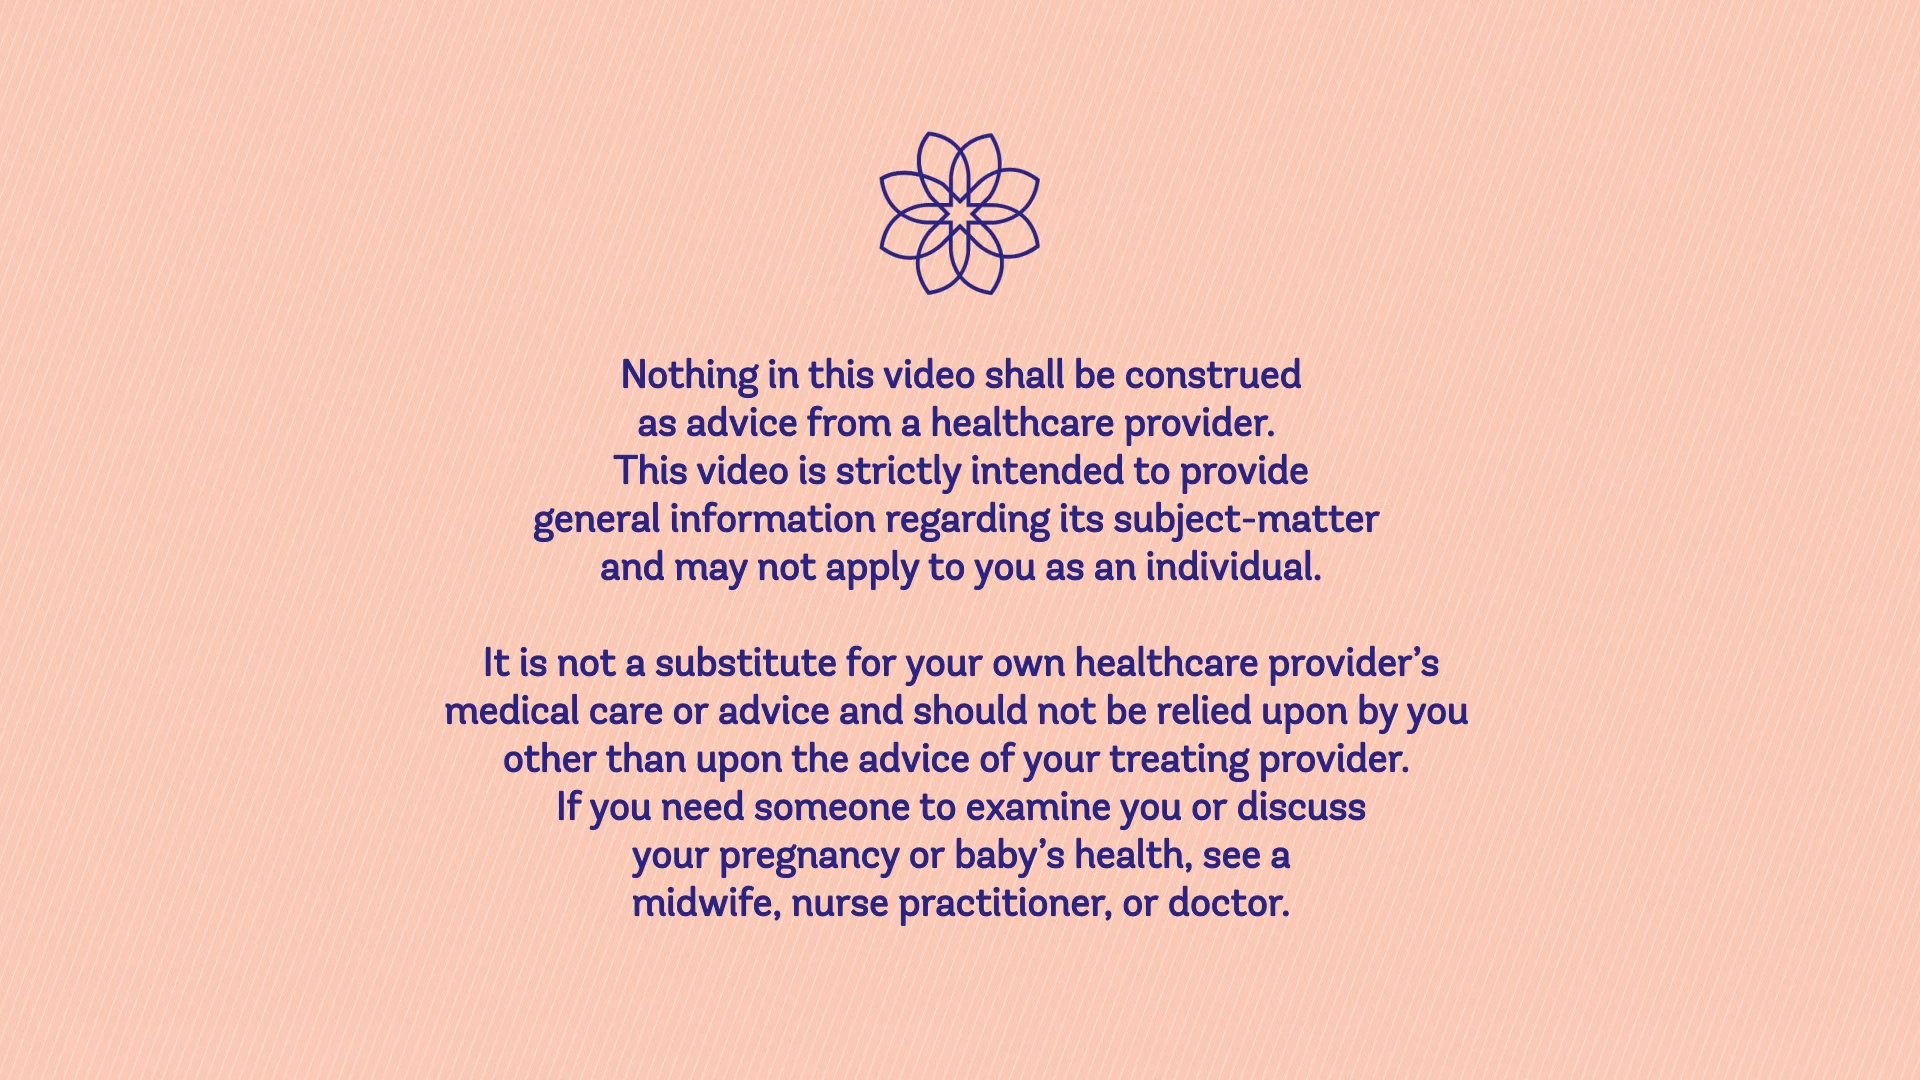 Nothing in this video shall be construed
as advice from a healthcare provider.
This video is strictly intended to provide
general information regarding its subject-matter
and may not apply to you as an individual.
It is not a substitute for your own healthcare provider’s
medical care or advice and should not be relied upon by you
other than upon the advice of your treating provider.
If you need someone to examine you or discuss
your pregnancy or baby’s health, see a
midwife, nurse practitioner, or doctor.